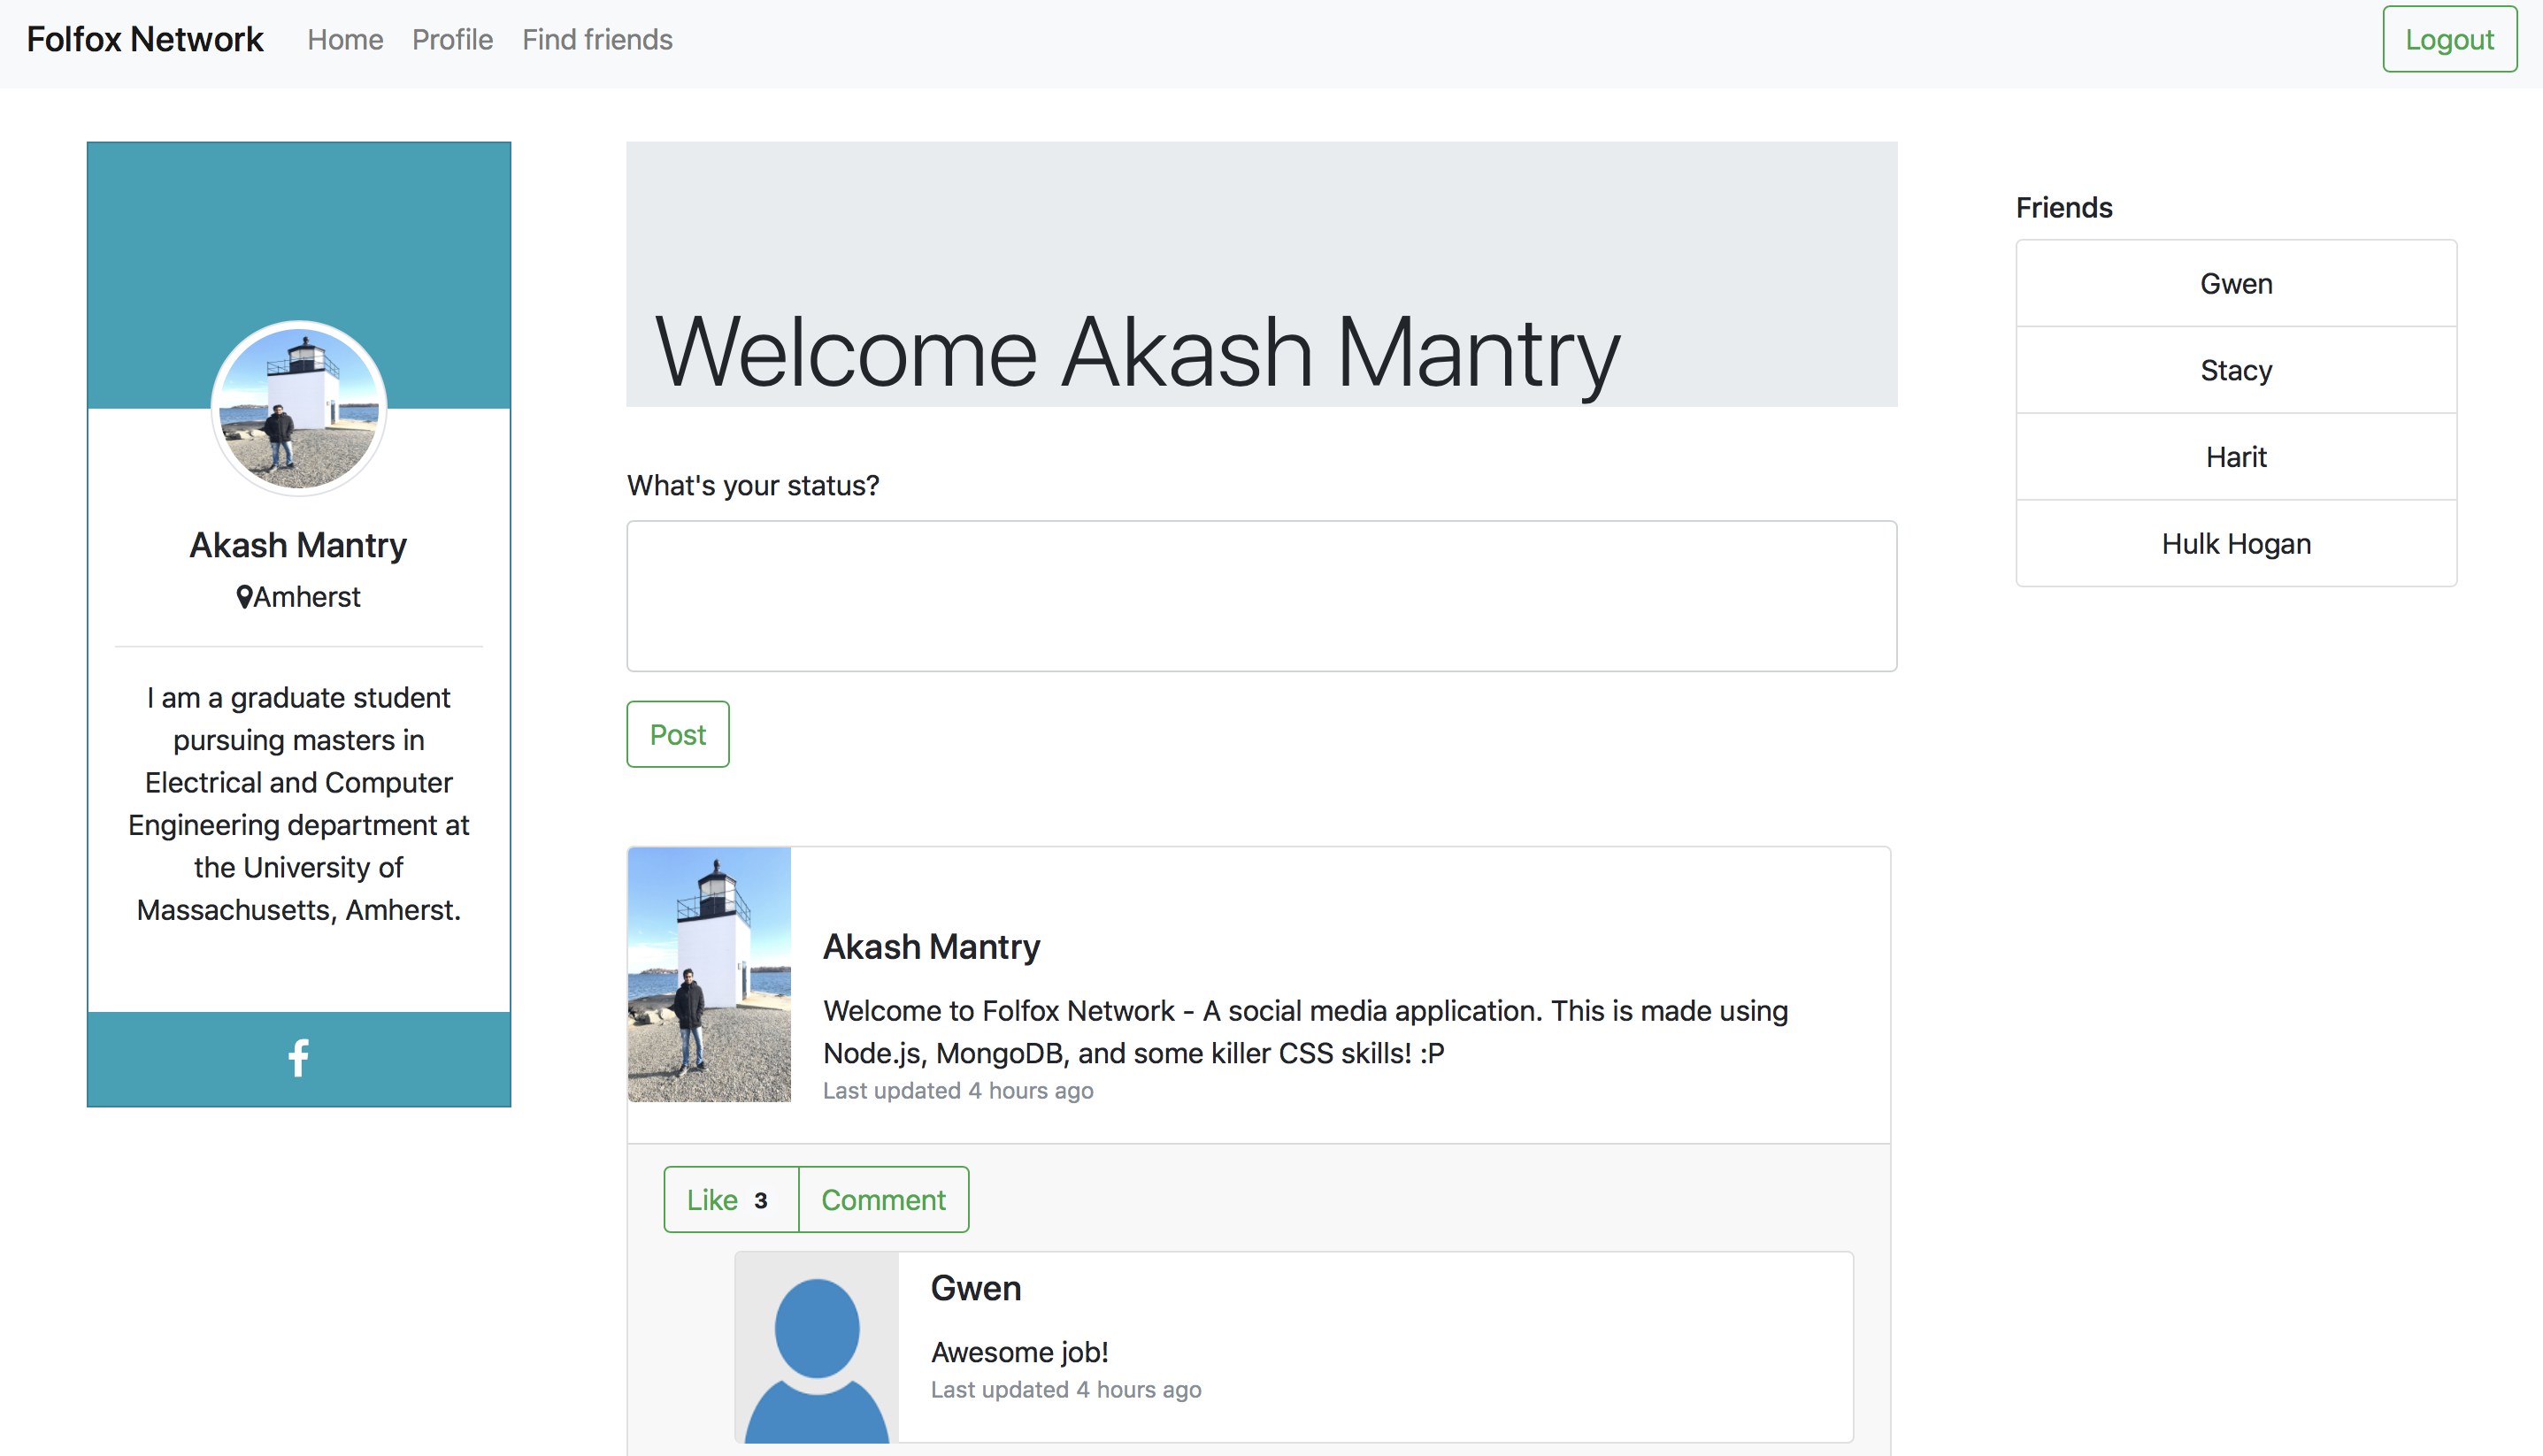 Folfox Network Home Profile Find friends Logout
Akash Mantry
Amherst
I am a graduate student
pursuing masters in
Electrical and Computer
Engineering department at
the University of
Massachusetts, Amherst.
Welcome Akash Mantry
What's your status?
Post
Akash Mantry
Welcome to Folfox Network - A social media application. This is made using
Node.js, MongoDB, and some killer CSS skills! :P
Last updated 4 hours ago
Like 3 Comment
Gwen
Awesome job!
Last updated 4 hours ago
Friends
Gwen
Stacy
Harit
Hulk Hogan